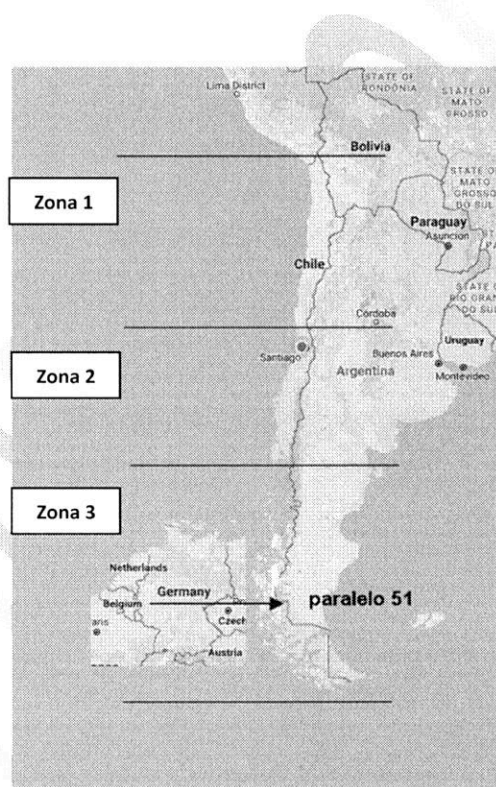 Lima District
STATE OF
RONDÔNIA
STATE OF
MATO
GROSSO
Bolivia
STATE OF
MATO
GROSSO
DO SUL
Zona 1
Paraguay
Asuncion
Chile
STATE OF
RIO GRANDE
DO SUL
Cordoba
Uruguay
Santiago
Buenos Aires
Zona 2
Argentina
Montevideo
Zona 3
Netherlands
Germany
Belgium
paralelo 51
aris
Czech
Austria